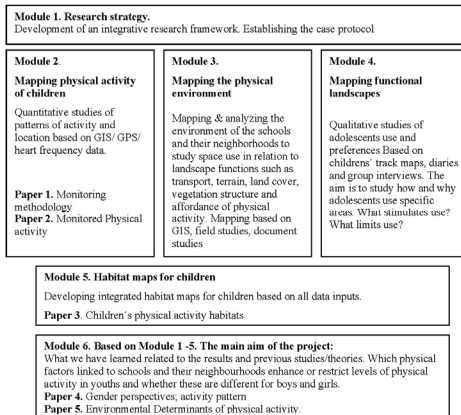 Module 1. Research strategy.
Development of an integrative research framework. Establishing the case protocol
Module 2.
Mapping physical activity
of children
Quantitative studies of
patterns of activity and
location based on GIS/ GPS/
heart frequency data.
Paper 1. Monitoring
methodology
Paper 2. Monitored Physical
activity
Module 3.
Mapping the physical
environment
Mapping & analyzing the
environment of the schools
and their neighborhoods to
study space use in relation to
landscape functions such as
transport, terrain, land cover,
vegetation structure and
affordance of physical
activity. Mapping based on
GIS, field studies, document
studies
Module 4.
Mapping functional
landscapes
Qualitative studies of
adolescents use and
preferences Based on
childrens´ track maps, diaries
and group interviews. The
aim is to study how and why
adolescents use specific
areas. What stimulates use?
What limits use?
Module 5. Habitat maps for children
Developing integrated habitat maps for children based on all data inputs.
Paper 3. Children´s physical activity habitats
Module 6. Based on Module 1 -5. The main aim of the project:
What we have learned related to the results and previous studies/theories. Which physical
factors linked to schools and their neighbourhoods enhance or restrict levels of physical
activity in youths and whether these are different for boys and girls.
Paper 4. Gender perspectives; activity pattern
Paper 5. Environmental Determinants of physical activity.